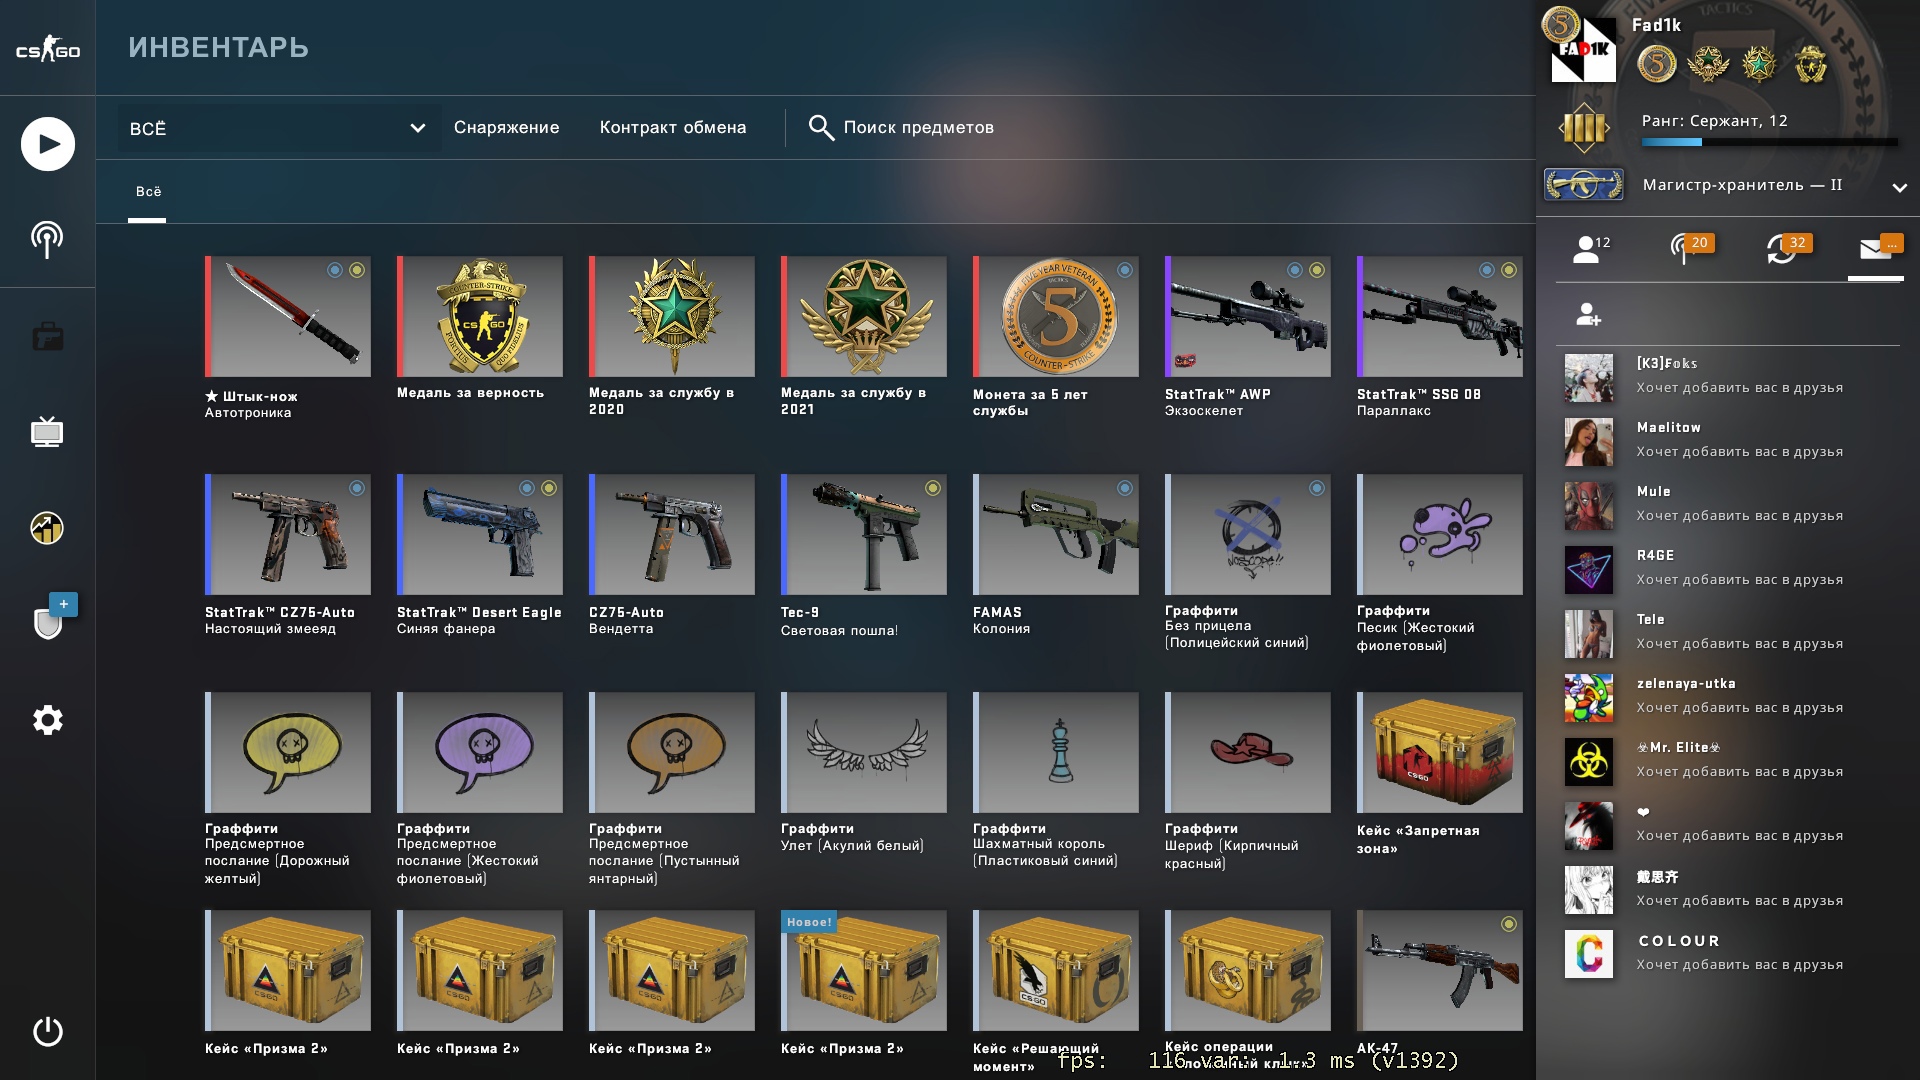 CS GO
ИНВЕНТАРЬ
ВСЁ
Снаряжение
Контракт обмена
Поиск предметов
Всё
★ Штык-нож
Автотроника
Медаль за верность
Медаль за службу в
2020
Медаль за службу в
2021
Монета за 5 лет
службы
StatTrak™ AWP
Экзоскелет
StatTrak™ SSG 08
Параллакс
StatTrak™ CZ75-Auto
Настоящий змееяд
StatTrak™ Desert Eagle
Синяя фанера
CZ75-Auto
Вендетта
Tec-9
Световая пошла!
FAMAS
Колония
Граффити
Без прицела
(Полицейский синий)
Граффити
Песик (Жестокий
фиолетовый)
Граффити
Предсмертное
послание (Дорожный
желтый)
Граффити
Предсмертное
послание (Жестокий
фиолетовый)
Граффити
Предсмертное
послание (Пустынный
янтарный)
Граффити
Улет (Акулий белый)
Граффити
Шахматный король
(Пластиковый синий)
Граффити
Шериф (Кирпичный
красный)
Кейс «Запретная
зона»
Кейс «Призма 2»
Кейс «Призма 2»
Кейс «Призма 2»
Новое!
Кейс «Призма 2»
Кейс «Решающий
момент»
Кейс операции
AK-47
fps: 116 var: 1.3 ms (v1392)
FAD1K
Fad1k
Ранг: Сержант, 12
Магистр-хранитель — II
12
20
32
...
[K3]₣𝕠𝕜𝕤
Хочет добавить вас в друзья
Maelitow
Хочет добавить вас в друзья
Mule
Хочет добавить вас в друзья
R4GE
Хочет добавить вас в друзья
Tele
Хочет добавить вас в друзья
zelenaya-utka
Хочет добавить вас в друзья
☣Mr. Elite☣
Хочет добавить вас в друзья
❤
Хочет добавить вас в друзья
戴思齐
Хочет добавить вас в друзья
COLOUR
Хочет добавить вас в друзья